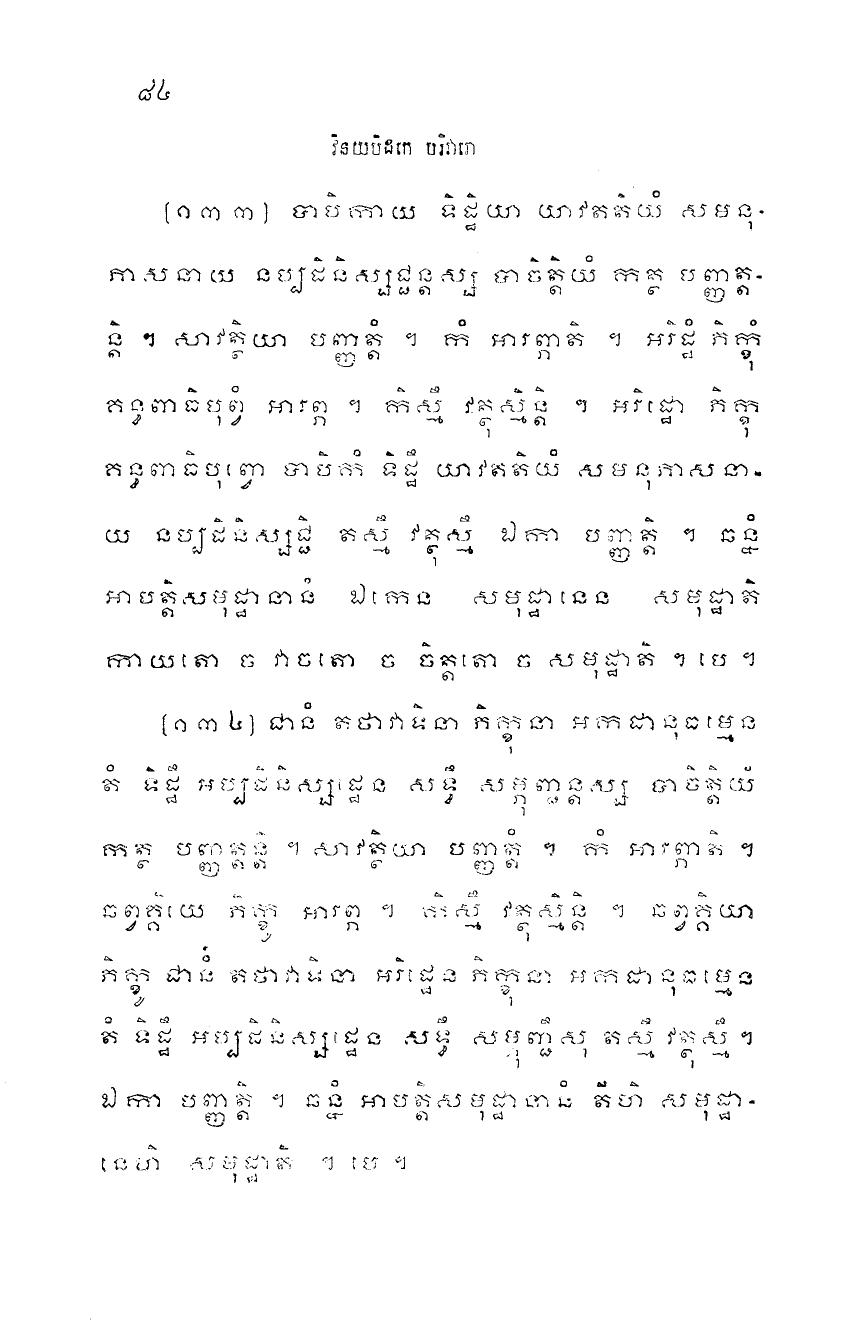 ៨៤
វិនយបិដកេ បរិវារោ
(១៣៣) បាបិកាយ ទិដ្ឋិយា យាវតតិយំ សមនុ-
ភាសនាយ នប្បដិនិស្សជ្ជន្តស្ស បាចិត្តិយំ កត្ថ បញ្ញត្ត-
ន្តិ ។ សាវត្ថិយា បញ្ញត្តំ ។ កំ អារព្ភាតិ ។ អរិដ្ឋំ ភិក្ខុំ
គន្ធពាធិបុព្វំ អារព្ភ ។ កិស្មឹ វត្ថុស្មិន្តិ ។ អរិដ្ឋោ ភិក្ខុ
គន្ធពាធិបុព្វោ បាបិកំ ទិដ្ឋឹ យាវតតិយំ សមនុភាសនា-
យ នប្បដិនិស្សជ្ជិ តស្មឹ វត្ថុស្មឹ ឯកា បញ្ញត្តិ ។ ឆន្នំ
អាបត្តិសមុដ្ឋានានំ ឯកេន សមុដ្ឋានេន សមុដ្ឋាតិ
កាយតោ ច វាចតោ ច ចិត្តតោ ច សមុដ្ឋាតិ ។ បេ ។
(១៣៤) ជានំ តថាវាទិនា ភិក្ខុនា អកដានុធម្មេន
តំ ទិដ្ឋឹ អប្បដិនិស្សដ្ឋេន សទ្ធឹ សម្ភុញ្ជន្តស្ស បាចិត្តិយំ
កត្ថ បញ្ញត្តន្តិ ។ សាវត្ថិយា បញ្ញត្តំ ។ កំ អារព្ភាតិ ។
ឆព្វគ្គិយេ ភិក្ខូ អារព្ភ ។ កិស្មឹ វត្ថុស្មិន្តិ ។ ឆព្វគ្គិយា
ភិក្ខូ ជានំ តថាវាទិនា អរិដ្ឋេន ភិក្ខុនា អកដានុធម្មេន
តំ ទិដ្ឋឹ អប្បដិនិស្សដ្ឋេន សទ្ធឹ សម្ភុញ្ជឹសុ តស្មឹ វត្ថុស្មឹ ។
ឯកា បញ្ញត្តិ ។ ឆន្នំ អាបត្តិសមុដ្ឋានានំ តីហិ សមុដ្ឋា-
នេហិ សមុដ្ឋាតិ ។ បេ ។